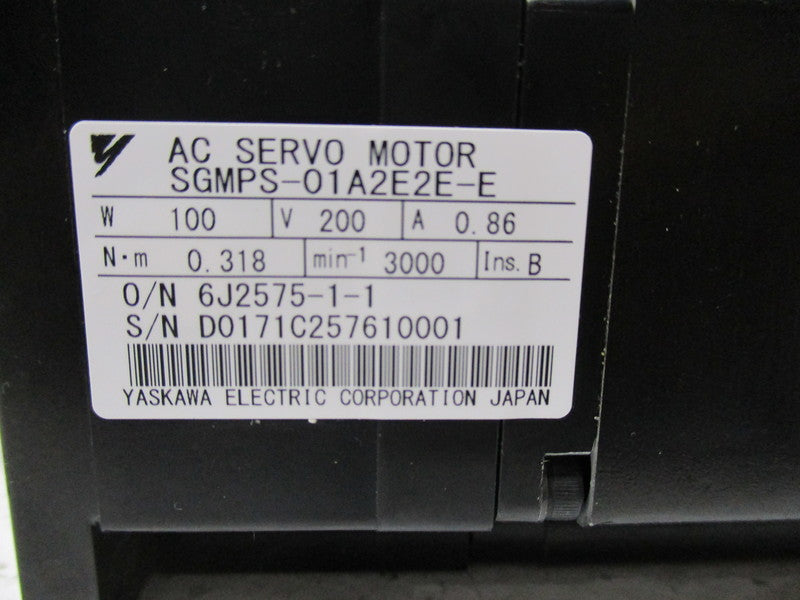 AC SERVO MOTOR
SGMPS-01A2E2E-E
W 100 V 200 A 0.86
N·m 0.318 min⁻¹ 3000 Ins. B
O/N 6J2575-1-1
S/N D0171C257610001
YASKAWA ELECTRIC CORPORATION JAPAN